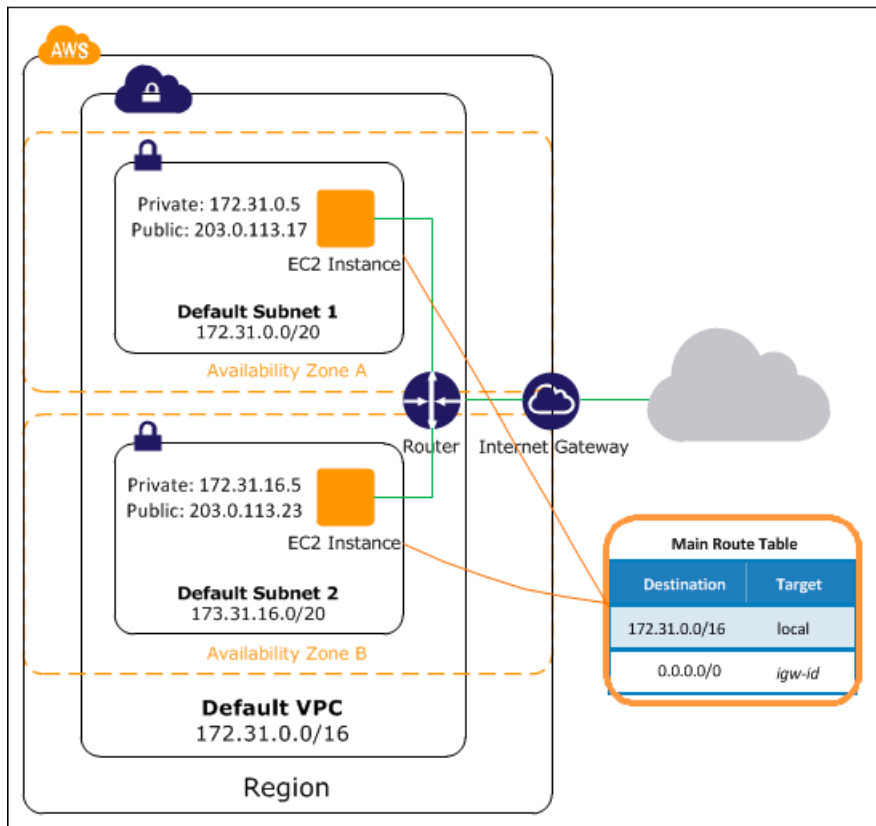 AWS
Private: 172.31.0.5
Public: 203.0.113.17
EC2 Instance
Default Subnet 1
172.31.0.0/20
Availability Zone A
Router
Internet Gateway
Private: 172.31.16.5
Public: 203.0.113.23
EC2 Instance
Default Subnet 2
173.31.16.0/20
Availability Zone B
Default VPC
172.31.0.0/16
Region
Main Route Table
Destination Target
172.31.0.0/16 local
0.0.0.0/0 igw-id